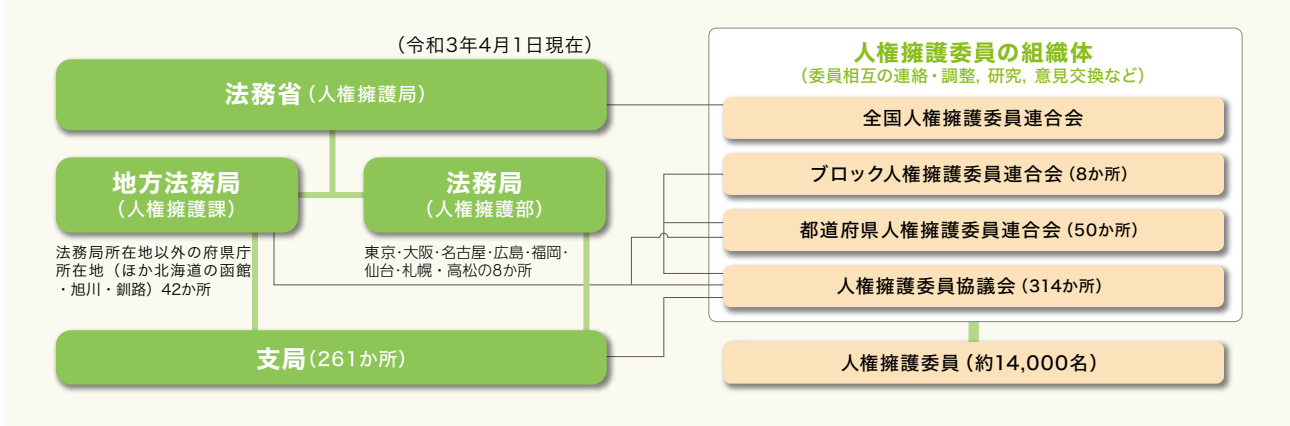 (令和3年4月1日現在)
法務省(人権擁護局)
地方法務局
(人権擁護課)
法務局
(人権擁護部)
法務局所在地以外の府県庁
所在地(ほか北海道の函館
・旭川・釧路)42か所
東京・大阪・名古屋・広島・福岡・
仙台・札幌・高松の8か所
支局(261か所)
人権擁護委員の組織体
(委員相互の連絡・調整, 研究, 意見交換など)
全国人権擁護委員連合会
ブロック人権擁護委員連合会(8か所)
都道府県人権擁護委員連合会(50か所)
人権擁護委員協議会(314か所)
人権擁護委員(約14,000名)